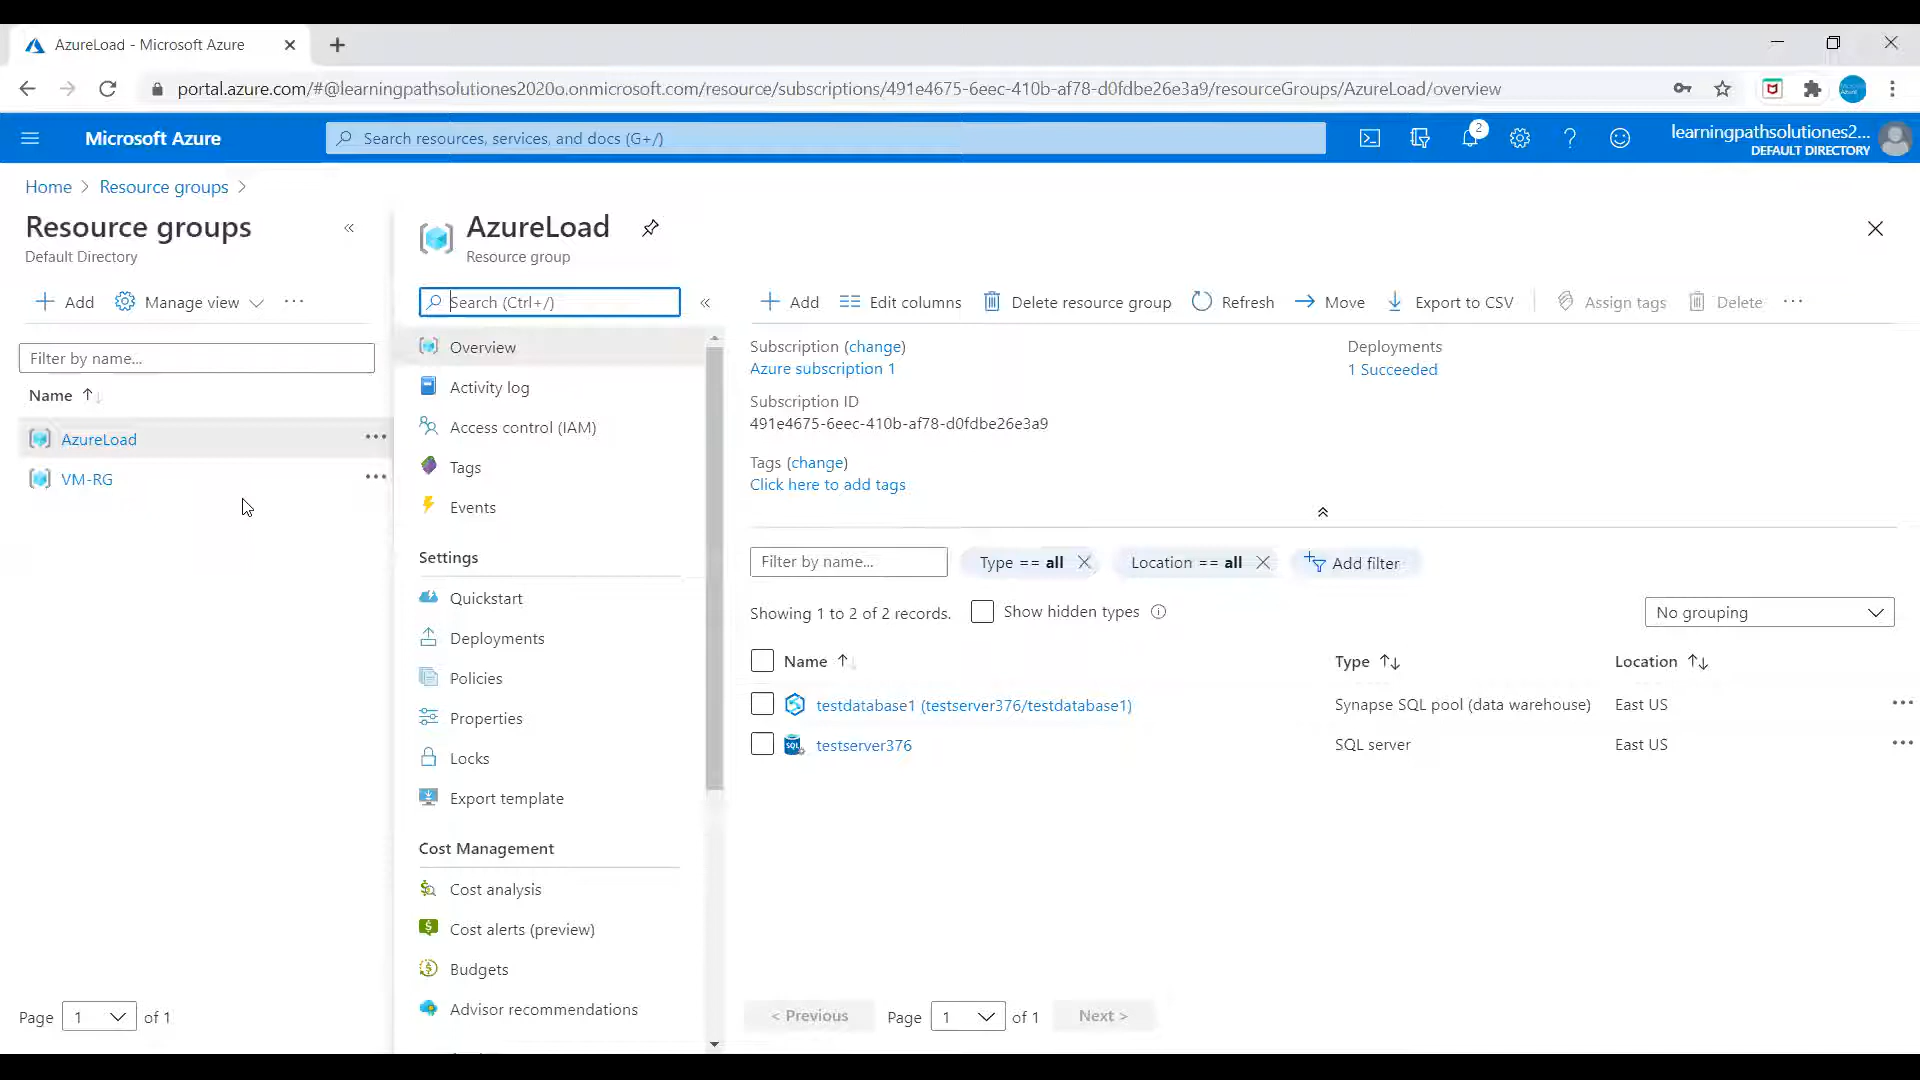 AzureLoad - Microsoft Azure
portal.azure.com/#@learningpathsolutiones2020o.onmicrosoft.com/resource/subscriptions/491e4675-6eec-410b-af78-d0fdbe26e3a9/resourceGroups/AzureLoad/overview
Microsoft Azure
Search resources, services, and docs (G+/)
2
learningpathsolutiones2...
DEFAULT DIRECTORY
Home > Resource groups >
Resource groups
Default Directory
Add Manage view ...
Filter by name...
Name
AzureLoad
VM-RG
Page 1 of 1
AzureLoad
Resource group
Search (Ctrl+/)
Overview
Activity log
Access control (IAM)
Tags
Events
Settings
Quickstart
Deployments
Policies
Properties
Locks
Export template
Cost Management
Cost analysis
Cost alerts (preview)
Budgets
Advisor recommendations
Add Edit columns Delete resource group Refresh Move Export to CSV Assign tags Delete ...
Subscription (change)
Azure subscription 1
Subscription ID
491e4675-6eec-410b-af78-d0fdbe26e3a9
Tags (change)
Click here to add tags
Deployments
1 Succeeded
Filter by name... Type == all Location == all Add filter
Showing 1 to 2 of 2 records. Show hidden types No grouping
Name Type Location
testdatabase1 (testserver376/testdatabase1) Synapse SQL pool (data warehouse) East US
SQL testserver376 SQL server East US
< Previous Page 1 of 1 Next >